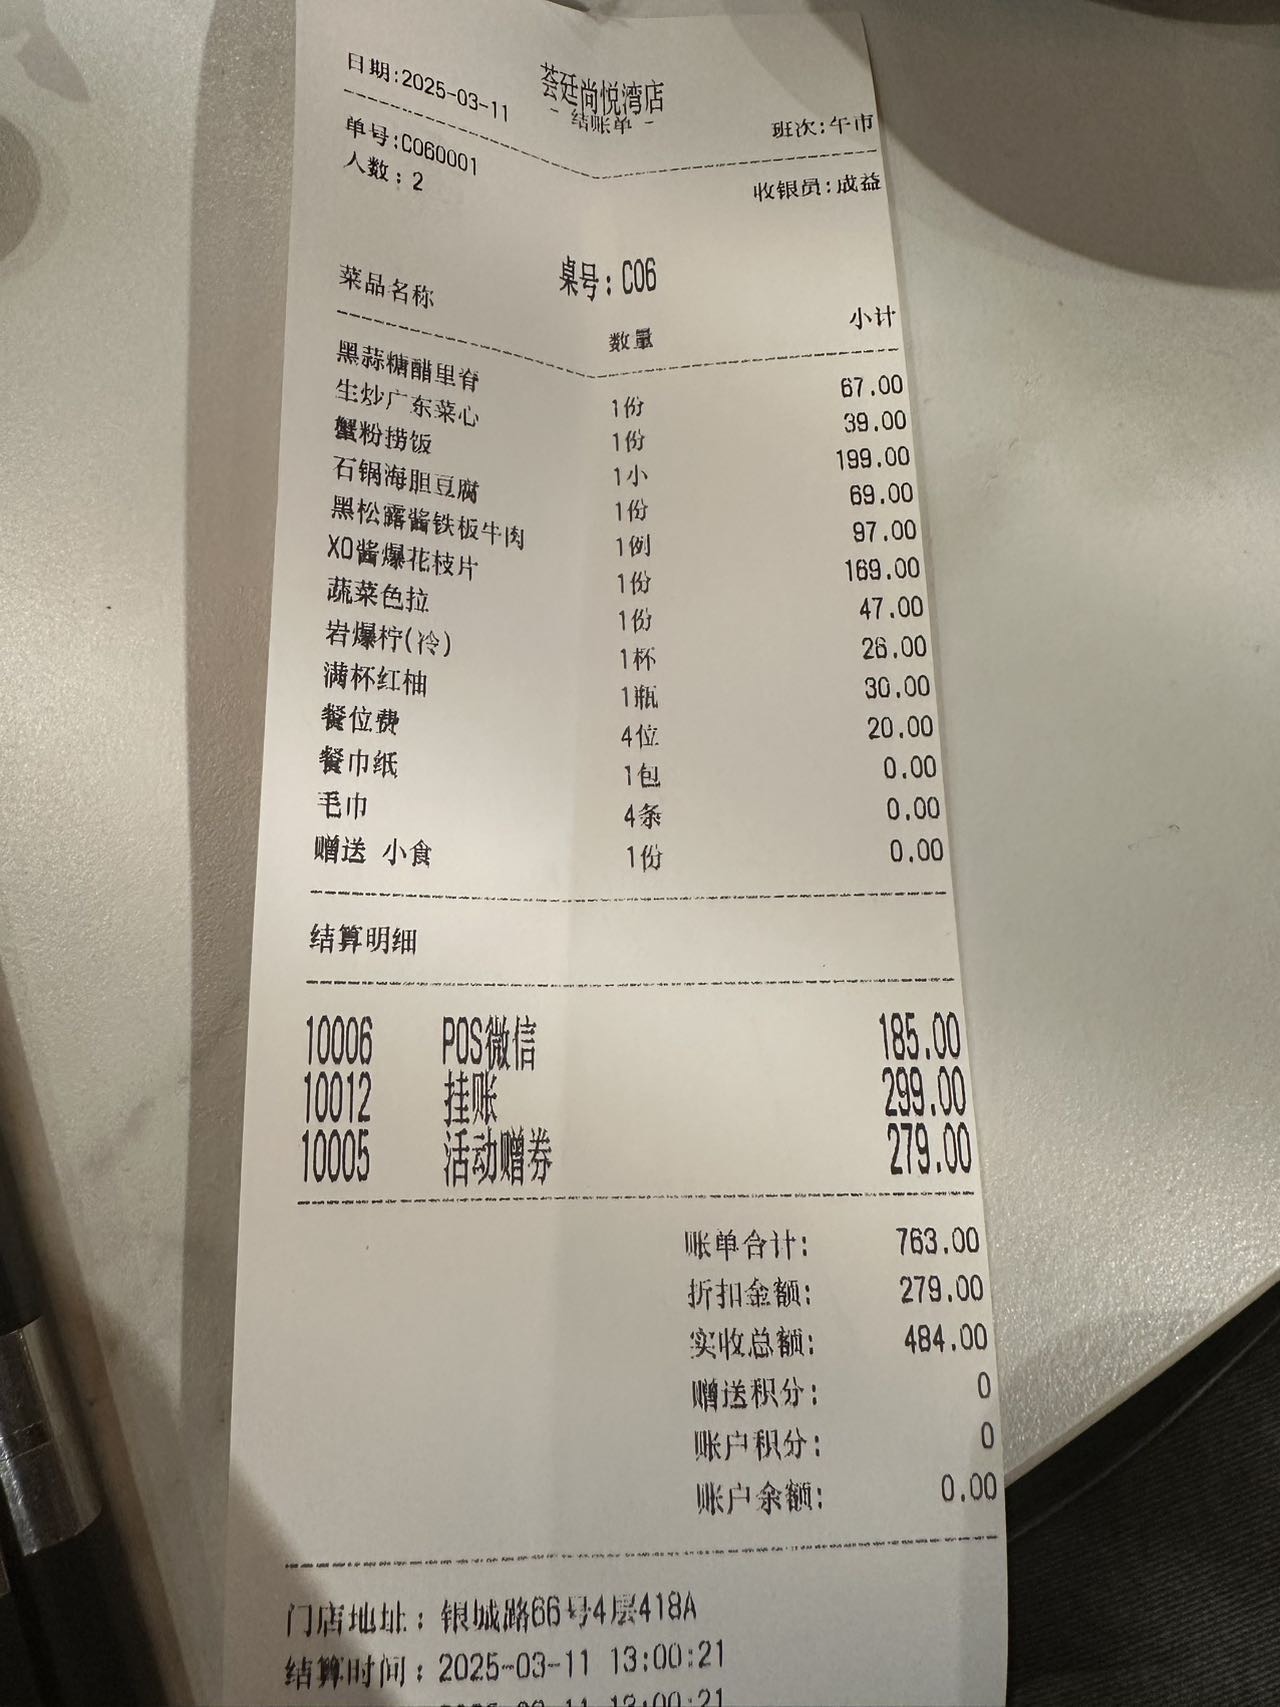 荟廷尚悦湾店
- 结账单 -
日期:2025-03-11 班次:午市
单号:C060001 收银员:成益
人数: 2
桌号: C06
菜品名称 数量 小计
黑蒜糖醋里脊 1份 67.00
生炒广东菜心 1份 39.00
蟹粉捞饭 1小 199.00
石锅海胆豆腐 1份 69.00
黑松露酱铁板牛肉 1例 97.00
XO酱爆花枝片 1份 169.00
蔬菜色拉 1份 47.00
岩爆柠(冷) 1杯 26.00
满杯红柚 1瓶 30.00
餐位费 4位 20.00
餐巾纸 1包 0.00
毛巾 4条 0.00
赠送 小食 1份 0.00
结算明细
10006 POS微信 185.00
10012 挂账 299.00
10005 活动赠券 279.00
账单合计: 763.00
折扣金额: 279.00
实收总额: 484.00
赠送积分: 0
账户积分: 0
账户余额: 0.00
门店地址: 银城路66号4层418A
结算时间: 2025-03-11 13:00:21